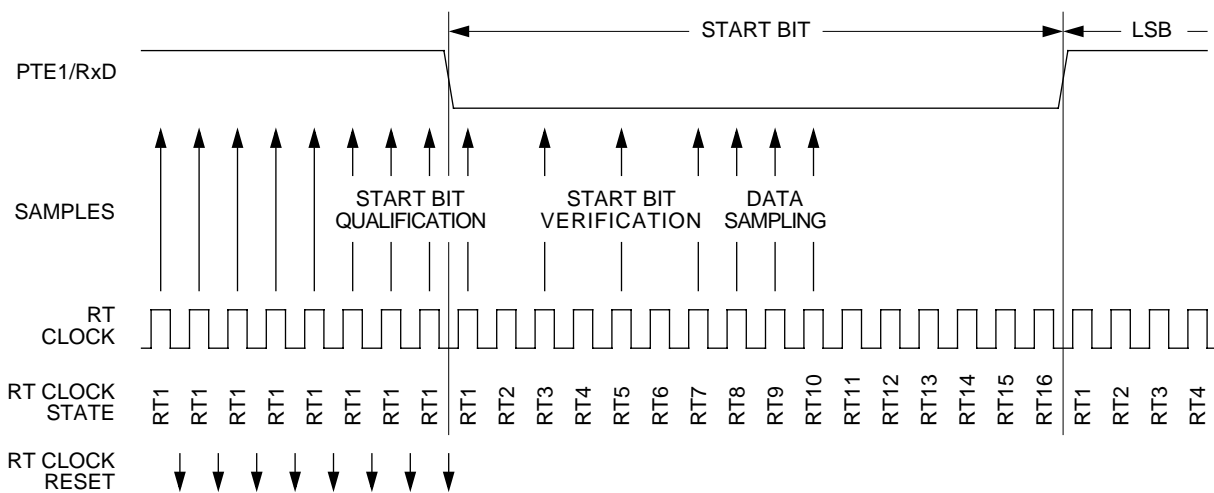 START BIT
LSB
PTE1/RxD
SAMPLES
START BIT
QUALIFICATION
START BIT
VERIFICATION
DATA
SAMPLING
RT
CLOCK
RT CLOCK
STATE
RT1 RT1 RT1 RT1 RT1 RT1 RT1 RT1 RT1 RT2 RT3 RT4 RT5 RT6 RT7 RT8 RT9 RT10 RT11 RT12 RT13 RT14 RT15 RT16 RT1 RT2 RT3 RT4
RT CLOCK
RESET